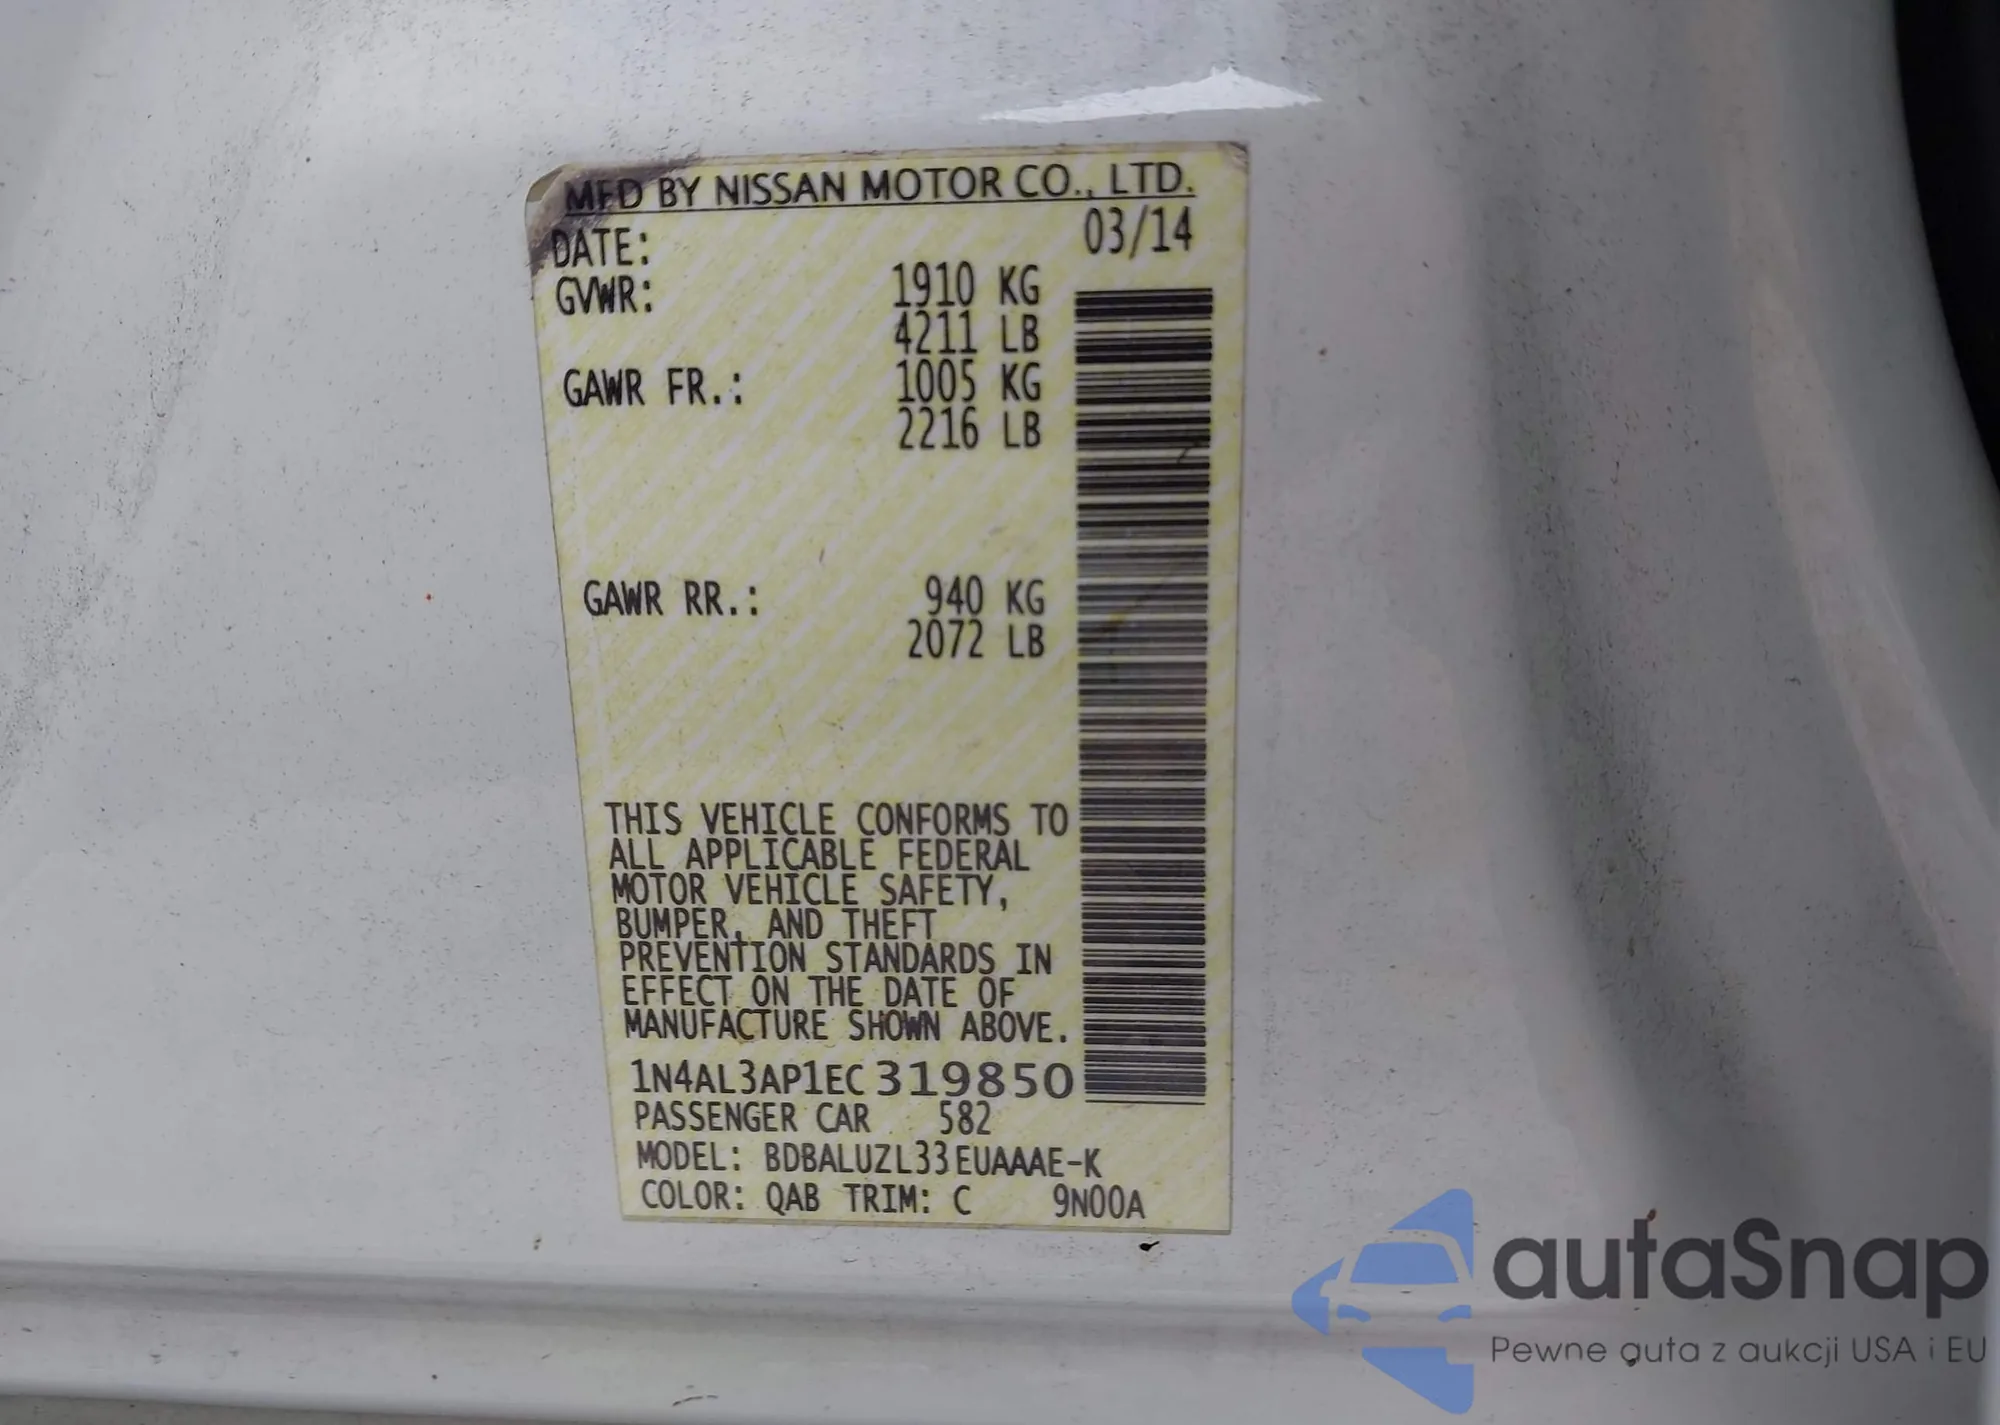 MFD BY NISSAN MOTOR CO., LTD.
DATE: 03/14
GVWR: 1910 KG
4211 LB
GAWR FR.: 1005 KG
2216 LB
GAWR RR.: 940 KG
2072 LB
THIS VEHICLE CONFORMS TO
ALL APPLICABLE FEDERAL
MOTOR VEHICLE SAFETY,
BUMPER, AND THEFT
PREVENTION STANDARDS IN
EFFECT ON THE DATE OF
MANUFACTURE SHOWN ABOVE.
1N4AL3AP1EC 319850
PASSENGER CAR 582
MODEL: BDBALUZL33EUAAAE-K
COLOR: QAB TRIM: C 9N00A
autaSnap
Pewne auta z aukcji USA i EU